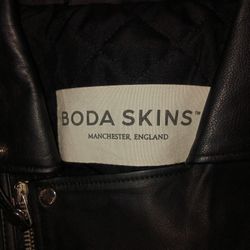 BODA SKINS™
MANCHESTER, ENGLAND